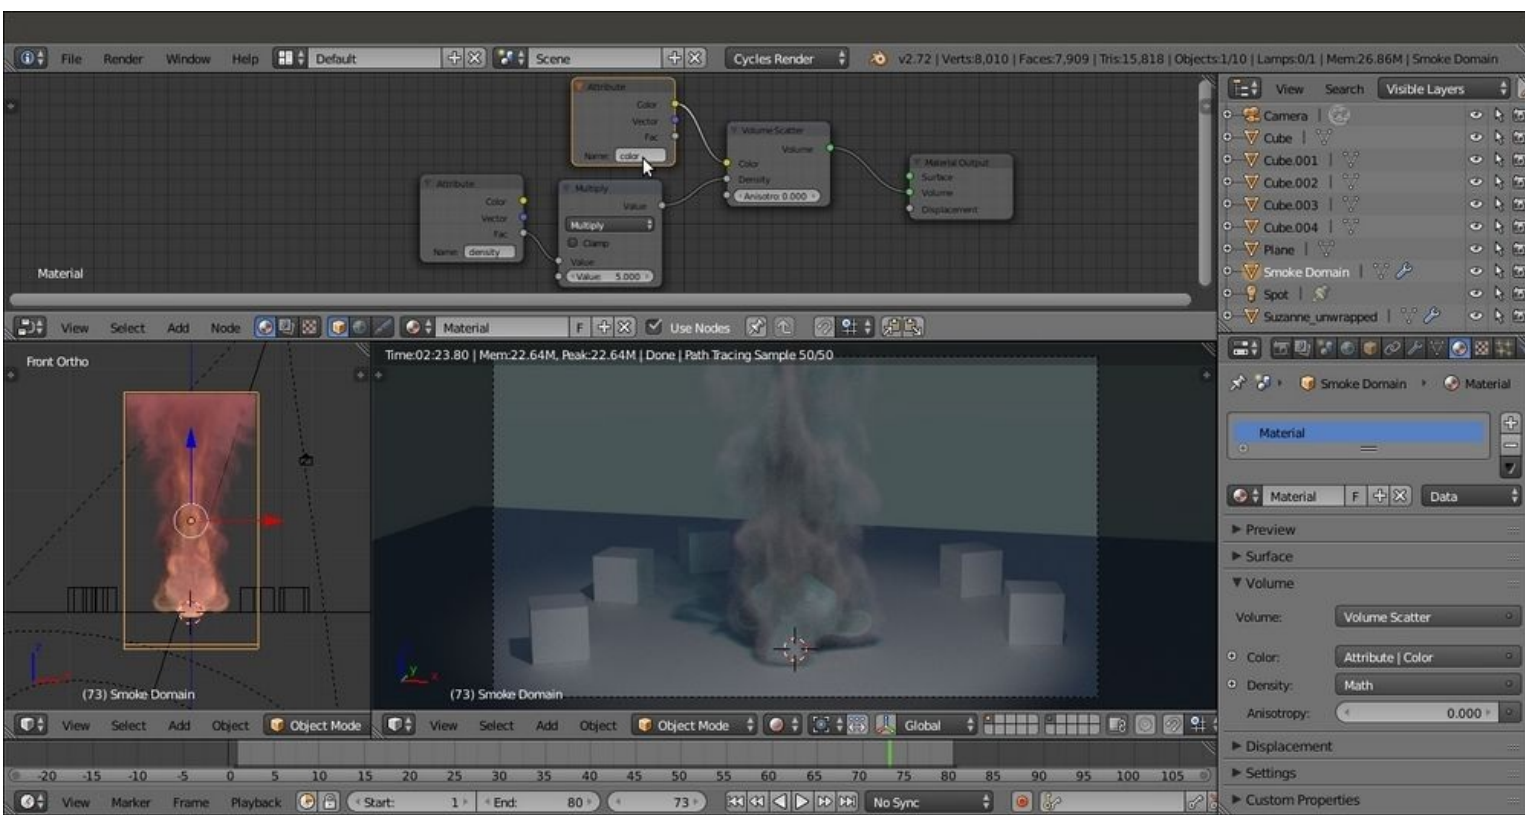 File Render Window Help Default Scene Cycles Render v2.72 | Verts:8,010 | Faces:7,909 | Tris:15,818 | Objects:1/10 | Lamps:0/1 | Mem:26.86M | Smoke Domain
Attribute
Color
Vector
Fac
Name: color
Attribute
Color
Vector
Fac
Name: density
Multiply
Value
Multiply
Clamp
Value
Value: 5.000
Volume Scatter
Volume
Color
Density
Anisotro: 0.000
Material Output
Surface
Volume
Displacement
Material
View Select Add Node Material F Use Nodes
View Search Visible Layers
Camera |
Cube |
Cube.001 |
Cube.002 |
Cube.003 |
Cube.004 |
Plane |
Smoke Domain |
Spot |
Suzanne_unwrapped |
Front Ortho
(73) Smoke Domain
View Select Add Object Object Mode
Time:02:23.80 | Mem:22.64M, Peak:22.64M | Done | Path Tracing Sample 50/50
z
y
x
(73) Smoke Domain
View Select Add Object Object Mode Global
Smoke Domain Material
Material
Material F Data
Preview
Surface
Volume
Volume: Volume Scatter
Color: Attribute | Color
Density: Math
Anisotropy: 0.000
Displacement
Settings
Custom Properties
-20 -15 -10 -5 0 5 10 15 20 25 30 35 40 45 50 55 60 65 70 75 80 85 90 95 100 105
View Marker Frame Playback Start: 1 End: 80 73 No Sync